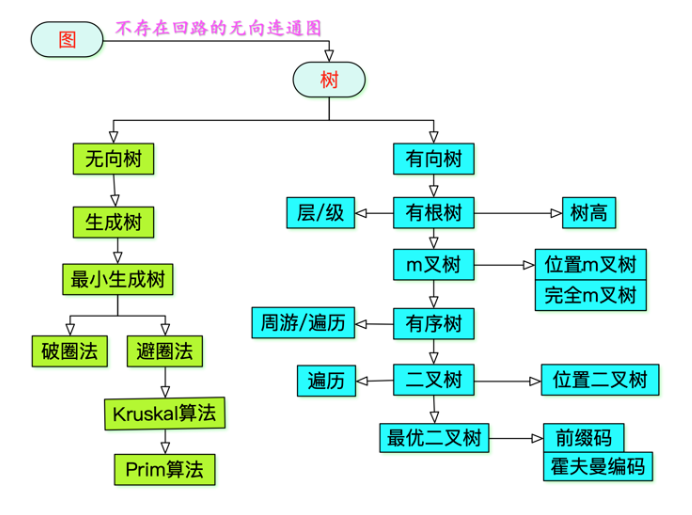 图
不存在回路的无向连通图
树
无向树
有向树
层/级
有根树
树高
生成树
m叉树
位置m叉树
完全m叉树
最小生成树
周游/遍历
有序树
破圈法
避圈法
遍历
二叉树
位置二叉树
Kruskal算法
最优二叉树
前缀码
霍夫曼编码
Prim算法